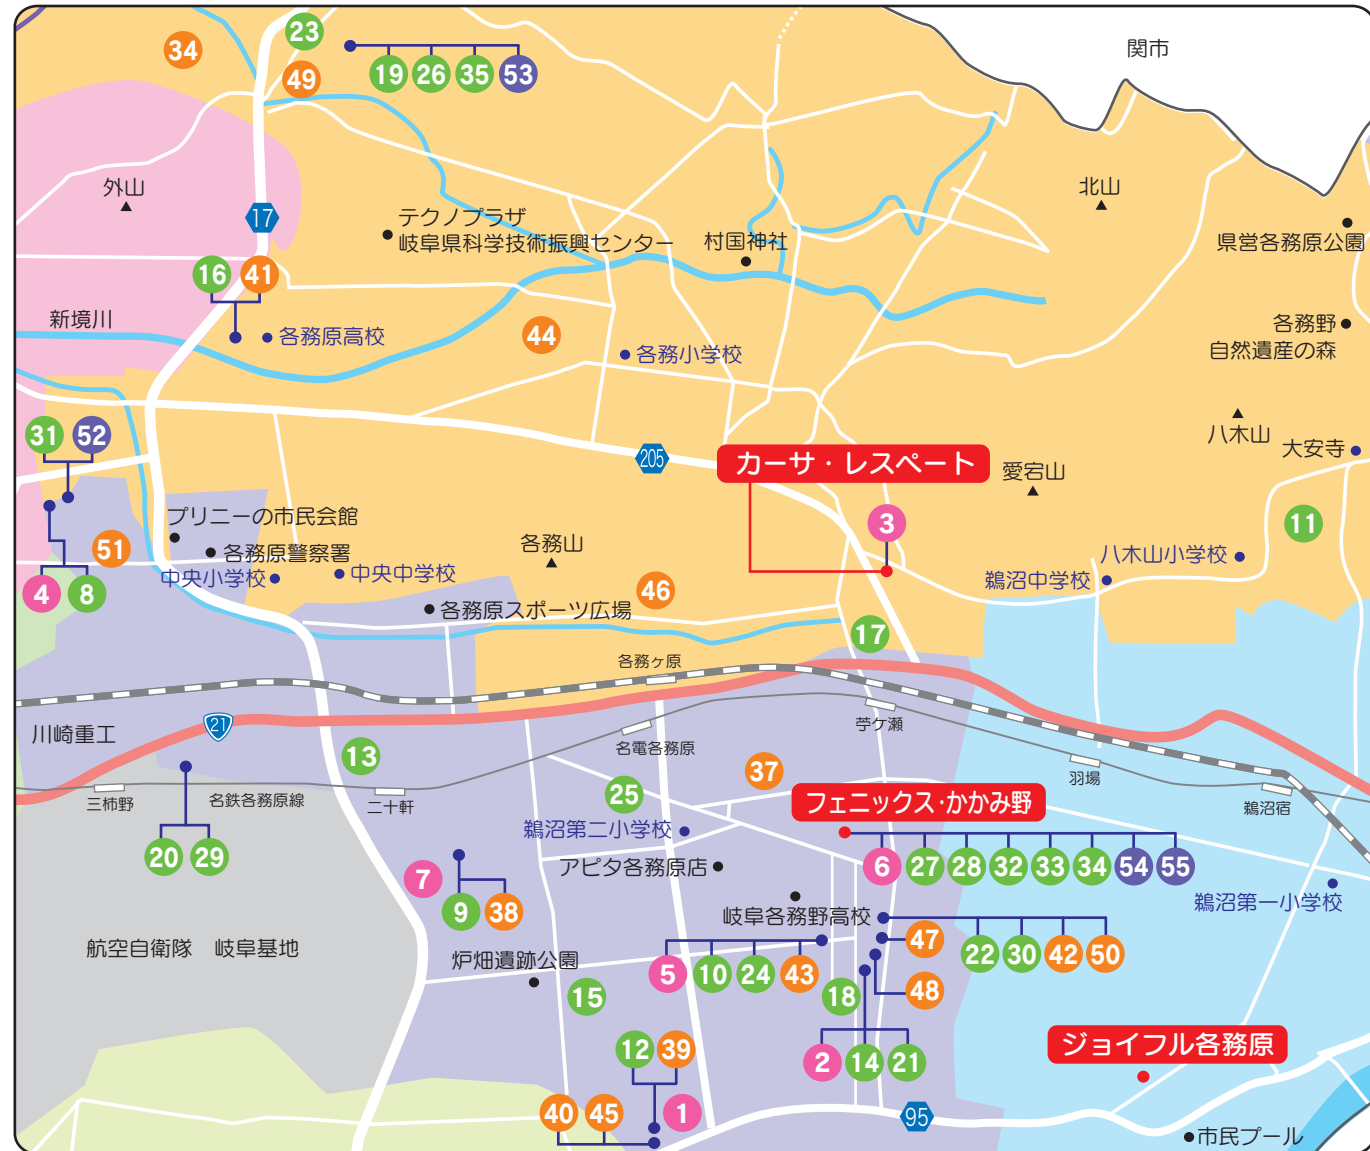 34
23
49
19
26
35
53
関市
外山
17
テクノプラザ
岐阜県科学技術振興センター
村国神社
北山
県営各務原公園
16
41
新境川
各務原高校
44
各務小学校
各務野
自然遺産の森
31
52
205
カーサ・レスペート
愛宕山
八木山
大安寺
3
11
プリニーの市民会館
51
各務原警察署
中央小学校
中央中学校
各務山
八木山小学校
鵜沼中学校
4
8
46
各務原スポーツ広場
17
各務ヶ原
川崎重工
21
13
名電各務原
苧ケ瀬
羽場
鵜沼宿
三柿野
名鉄各務原線
二十軒
37
25
フェニックス・かかみ野
鵜沼第二小学校
20
29
7
9
38
アピタ各務原店
6
27
28
32
33
34
54
55
鵜沼第一小学校
岐阜各務野高校
47
22
30
42
50
航空自衛隊 岐阜基地
炉畑遺跡公園
5
10
24
43
15
18
48
12
39
2
14
21
ジョイフル各務原
40
45
1
95
市民プール